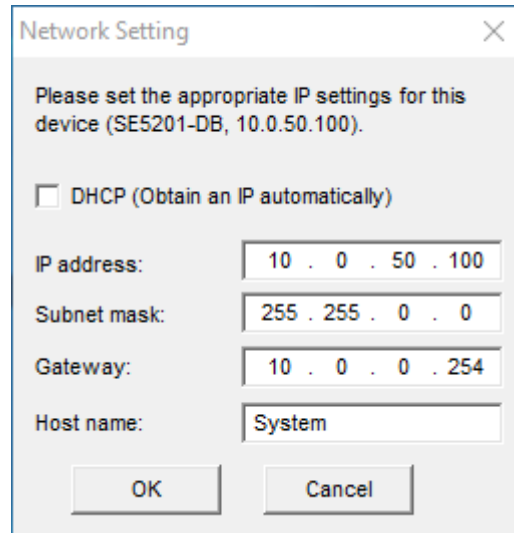 Network Setting
Please set the appropriate IP settings for this
device (SE5201-DB, 10.0.50.100).
DHCP (Obtain an IP automatically)
IP address: 10 . 0 . 50 . 100
Subnet mask: 255 . 255 . 0 . 0
Gateway: 10 . 0 . 0 . 254
Host name: System
OK Cancel